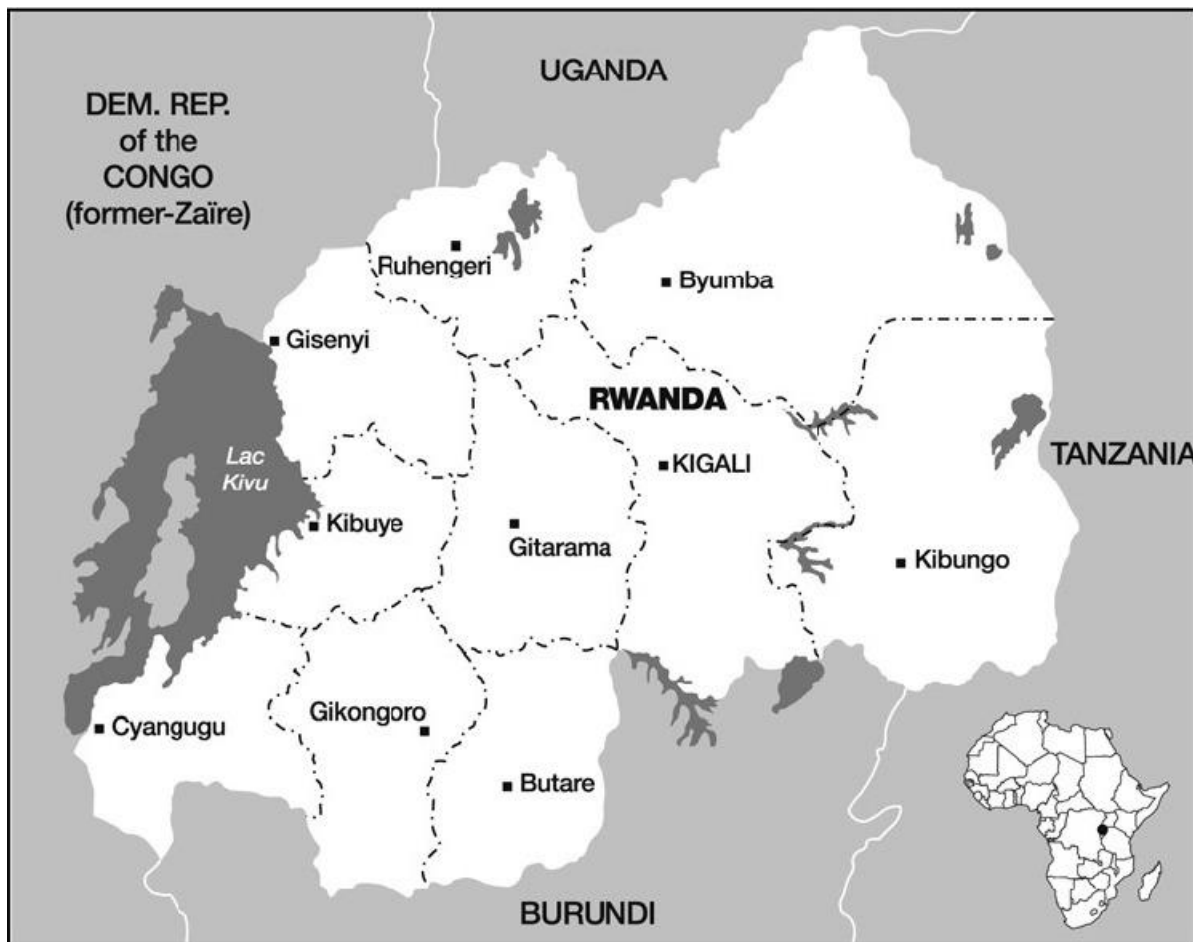 UGANDA
DEM. REP.
of the
CONGO
(former-Zaïre)
Ruhengeri
Byumba
Gisenyi
RWANDA
Lac
Kivu
TANZANIA
KIGALI
Kibuye
Gitarama
Kibungo
Cyangugu
Gikongoro
Butare
BURUNDI